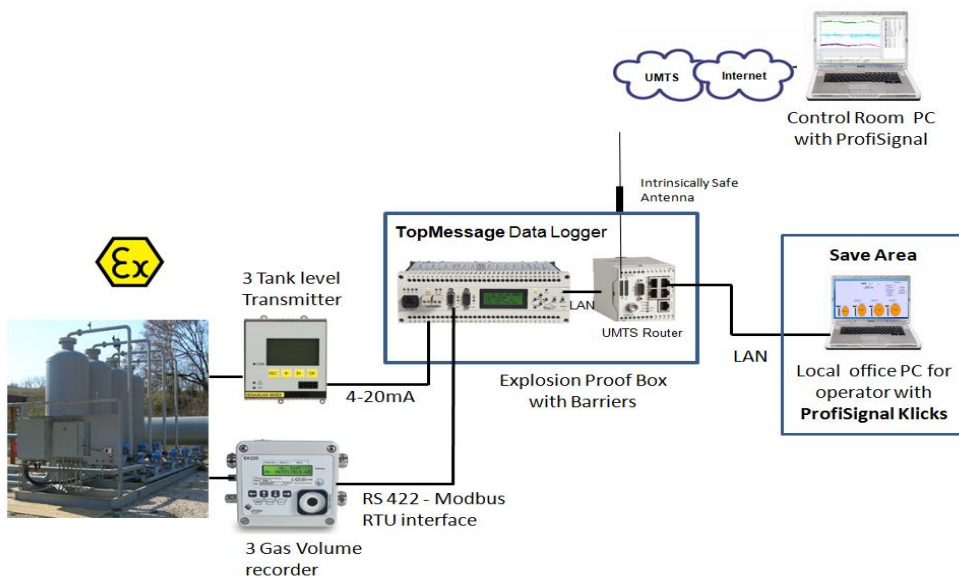 UMTS
Internet
Control Room PC
with ProfiSignal
Intrinsically Safe
Antenna
TopMessage Data Logger
LAN
UMTS Router
Explosion Proof Box
with Barriers
Save Area
LAN
Local office PC for
operator with
ProfiSignal Klicks
Ex
3 Tank level
Transmitter
4-20mA
RS 422 - Modbus
RTU interface
3 Gas Volume
recorder